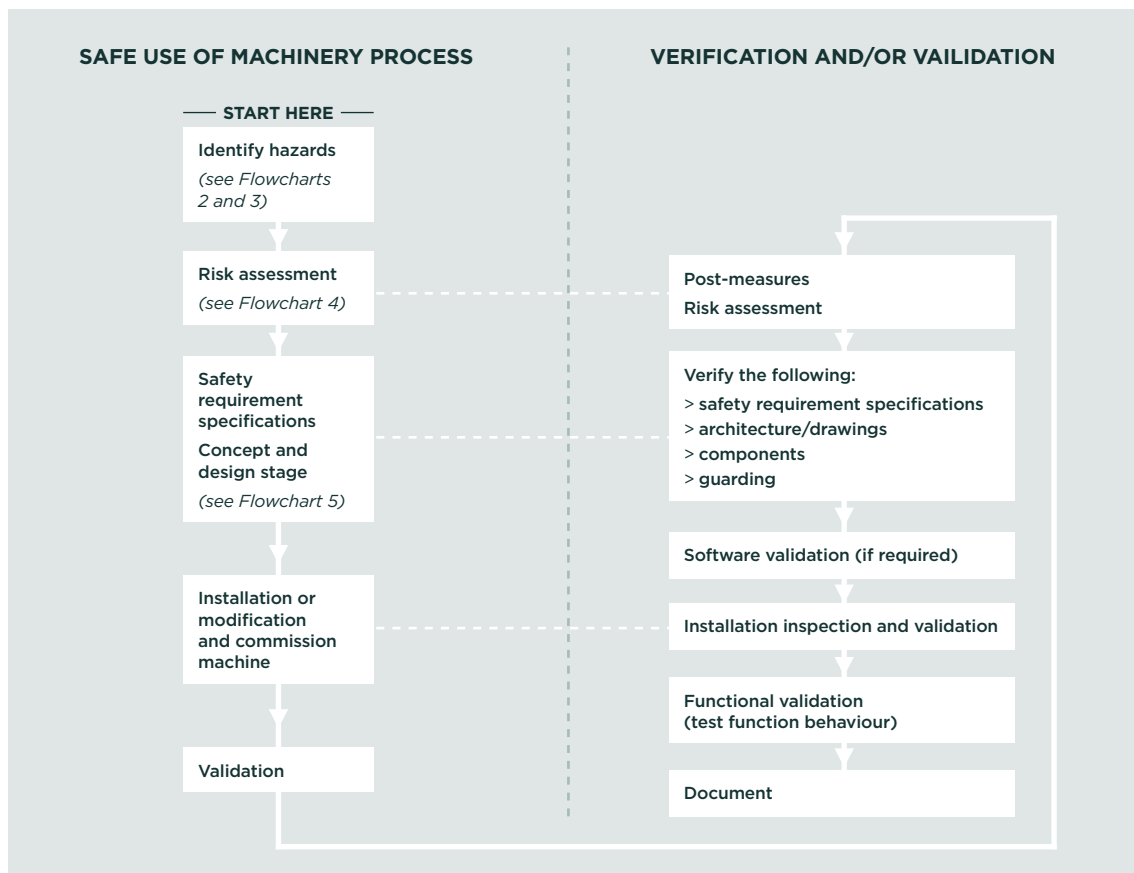 SAFE USE OF MACHINERY PROCESS
START HERE
Identify hazards
(see Flowcharts
2 and 3)
Risk assessment
(see Flowchart 4)
Safety
requirement
specifications
Concept and
design stage
(see Flowchart 5)
Installation or
modification
and commission
machine
Validation
VERIFICATION AND/OR VAILIDATION
Post-measures
Risk assessment
Verify the following:
> safety requirement specifications
> architecture/drawings
> components
> guarding
Software validation (if required)
Installation inspection and validation
Functional validation
(test function behaviour)
Document